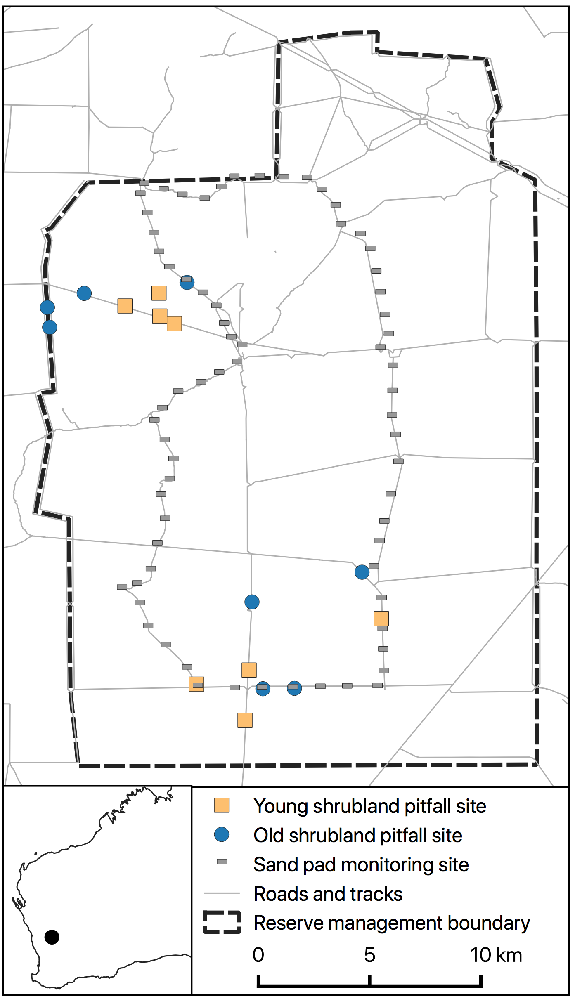 Young shrubland pitfall site
Old shrubland pitfall site
Sand pad monitoring site
Roads and tracks
Reserve management boundary
0 5 10 km